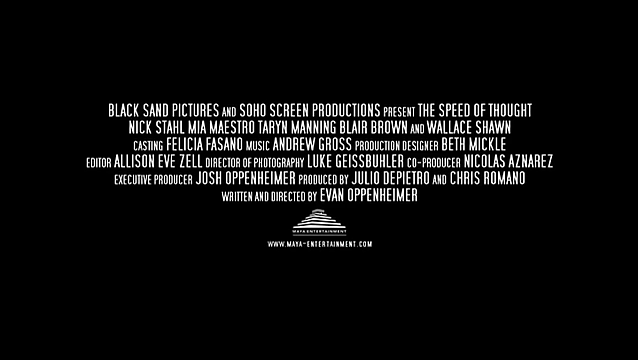 BLACK SAND PICTURES AND SOHO SCREEN PRODUCTIONS PRESENT THE SPEED OF THOUGHT
NICK STAHL MIA MAESTRO TARYN MANNING BLAIR BROWN AND WALLACE SHAWN
CASTING FELICIA FASANO MUSIC ANDREW GROSS PRODUCTION DESIGNER BETH MICKLE
EDITOR ALLISON EVE ZELL DIRECTOR OF PHOTOGRAPHY LUKE GEISSBUHLER CO-PRODUCER NICOLAS AZNAREZ
EXECUTIVE PRODUCER JOSH OPPENHEIMER PRODUCED BY JULIO DEPIETRO AND CHRIS ROMANO
WRITTEN AND DIRECTED BY EVAN OPPENHEIMER
MAYA ENTERTAINMENT
WWW.MAYA-ENTERTAINMENT.COM